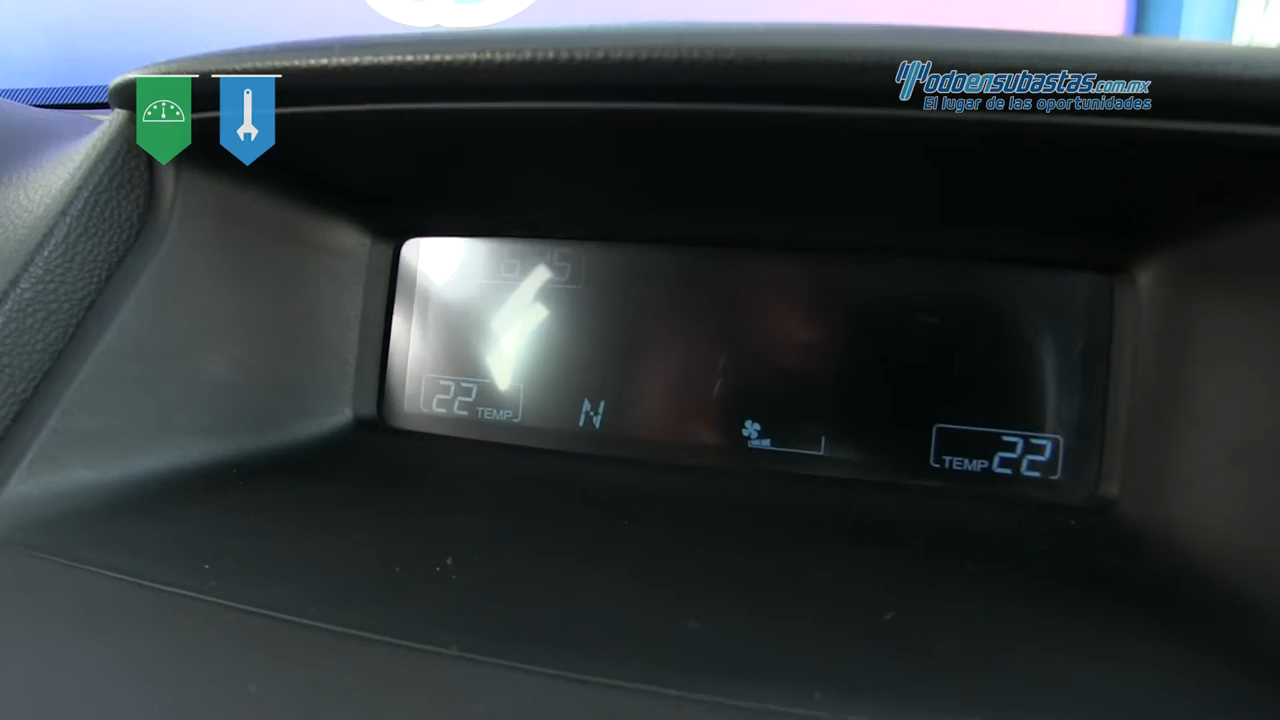 Todoensubastas.com.mx
El lugar de las oportunidades
22 TEMP
N
TEMP 22